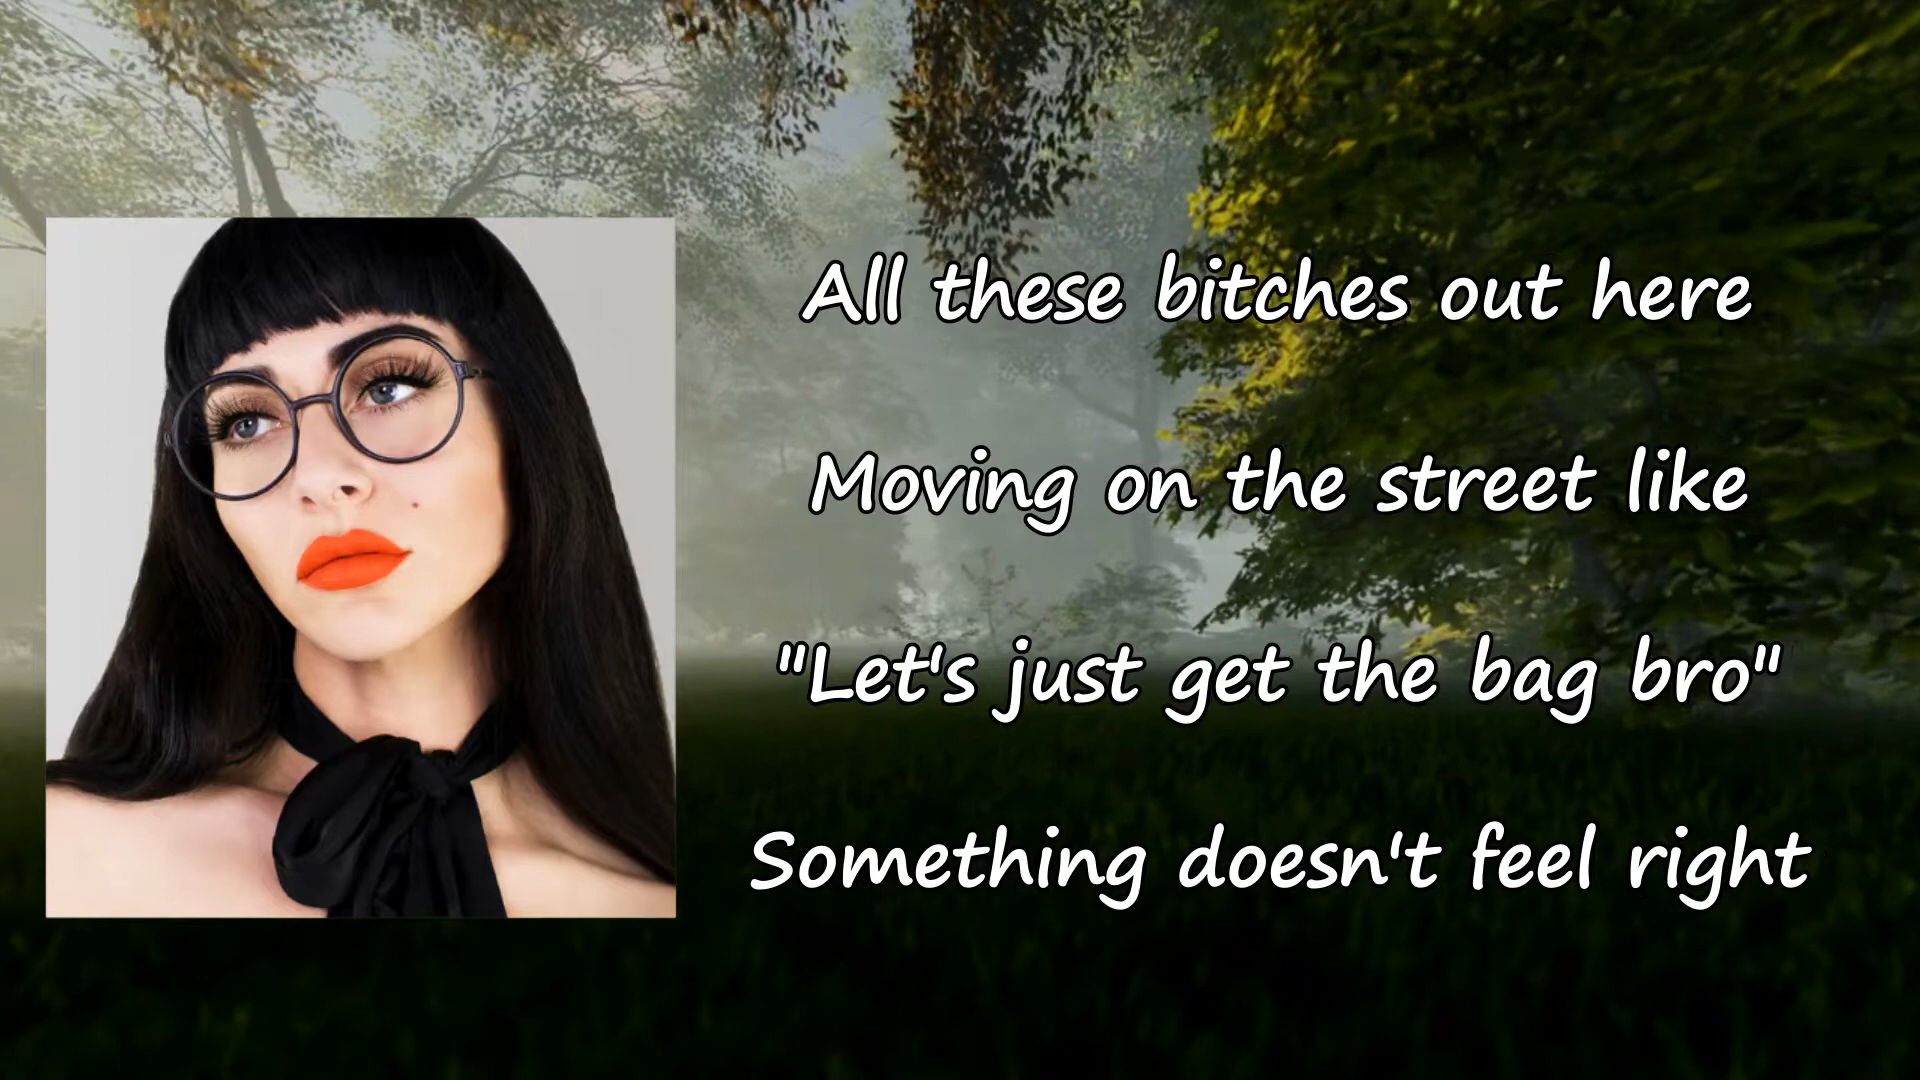 All these bitches out here
Moving on the street like
"Let's just get the bag bro"
Something doesn't feel right